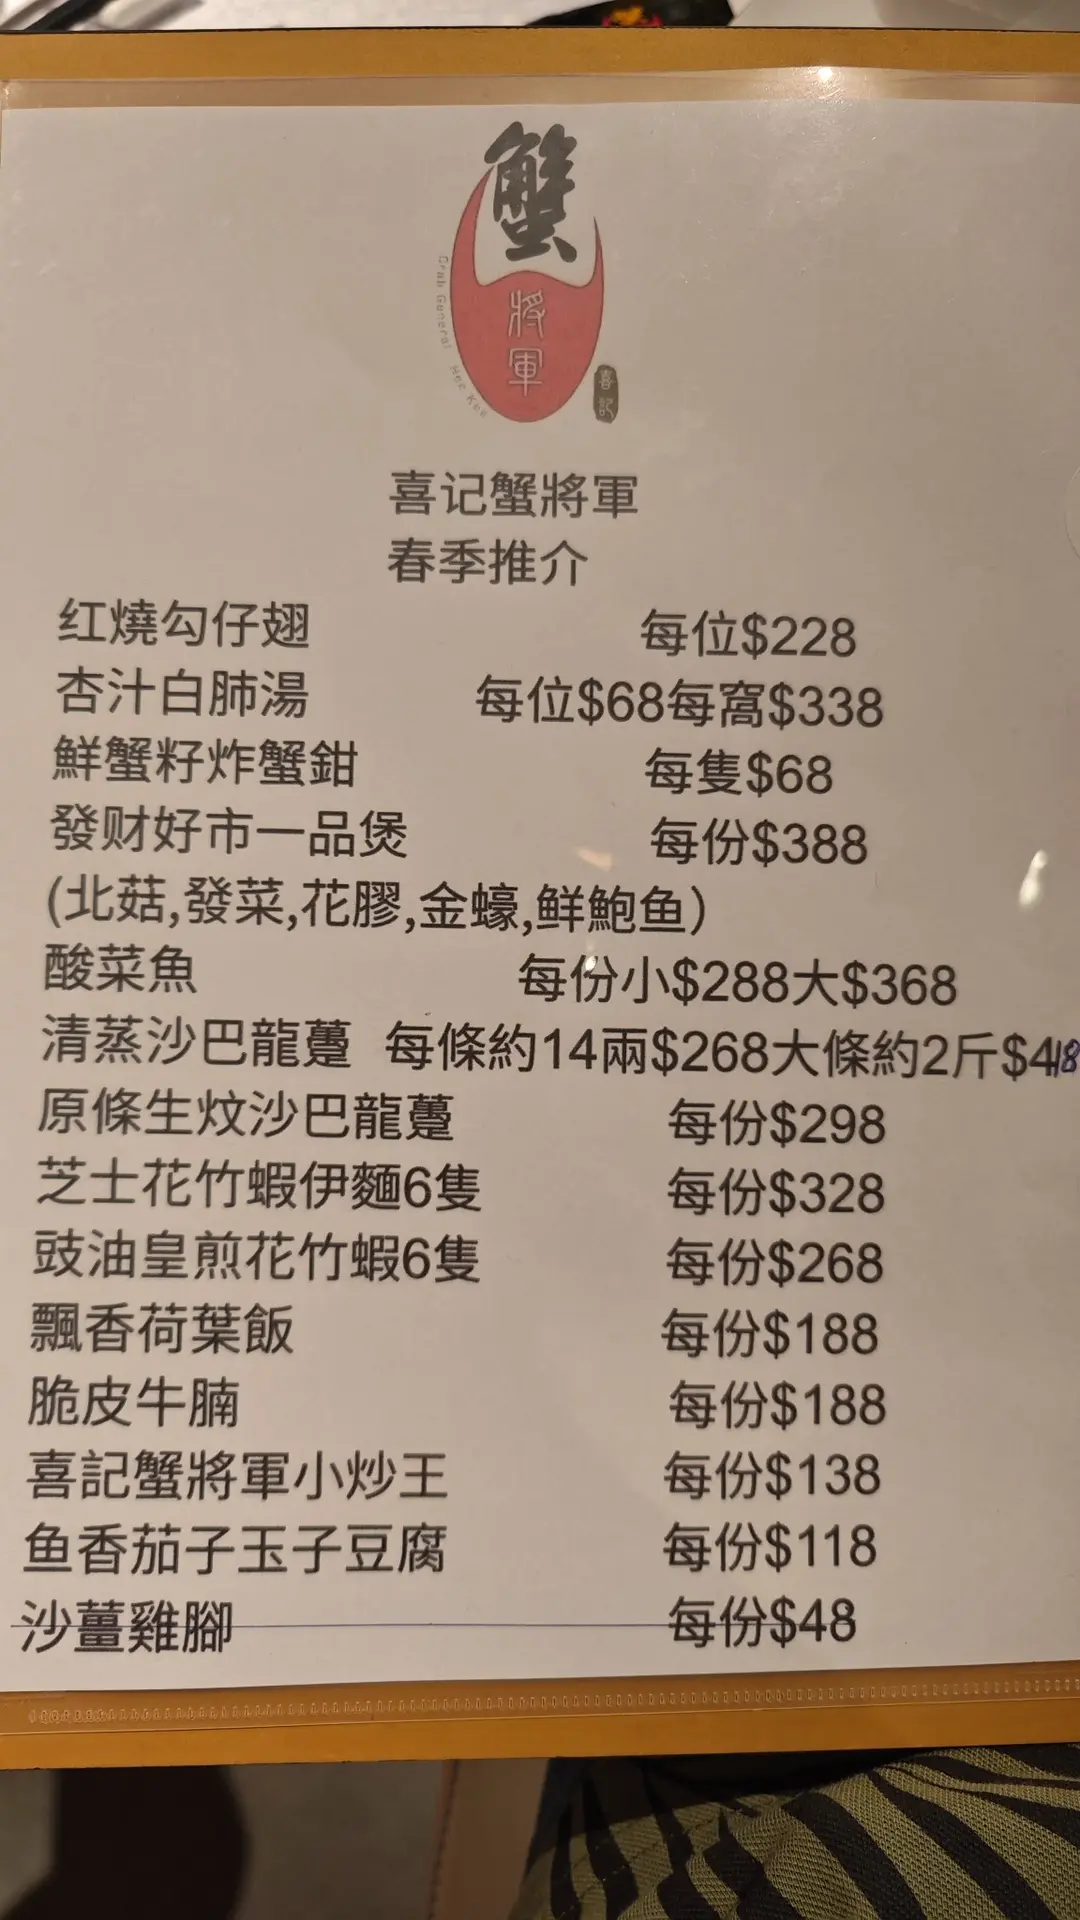 蟹
將軍
Crab General Hee Kee
喜記
喜记蟹將軍
春季推介
红燒勾仔翅 每位$228
杏汁白肺湯 每位$68每窩$338
鮮蟹籽炸蟹鉗 每隻$68
發财好市一品煲 每份$388
(北菇,發菜,花膠,金蠔,鲜鮑鱼)
酸菜魚 每份小$288大$368
清蒸沙巴龍躉 每條約14兩$268大條約2斤$418
原條生炆沙巴龍躉 每份$298
芝士花竹蝦伊麵6隻 每份$328
豉油皇煎花竹蝦6隻 每份$268
飄香荷葉飯 每份$188
脆皮牛腩 每份$188
喜記蟹將軍小炒王 每份$138
鱼香茄子玉子豆腐 每份$118
沙薑雞腳 每份$48